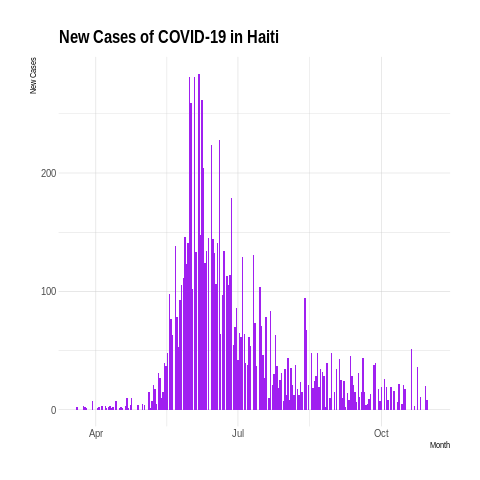 New Cases of COVID-19 in Haiti
New Cases
200
100
0
Apr Jul Oct
Month